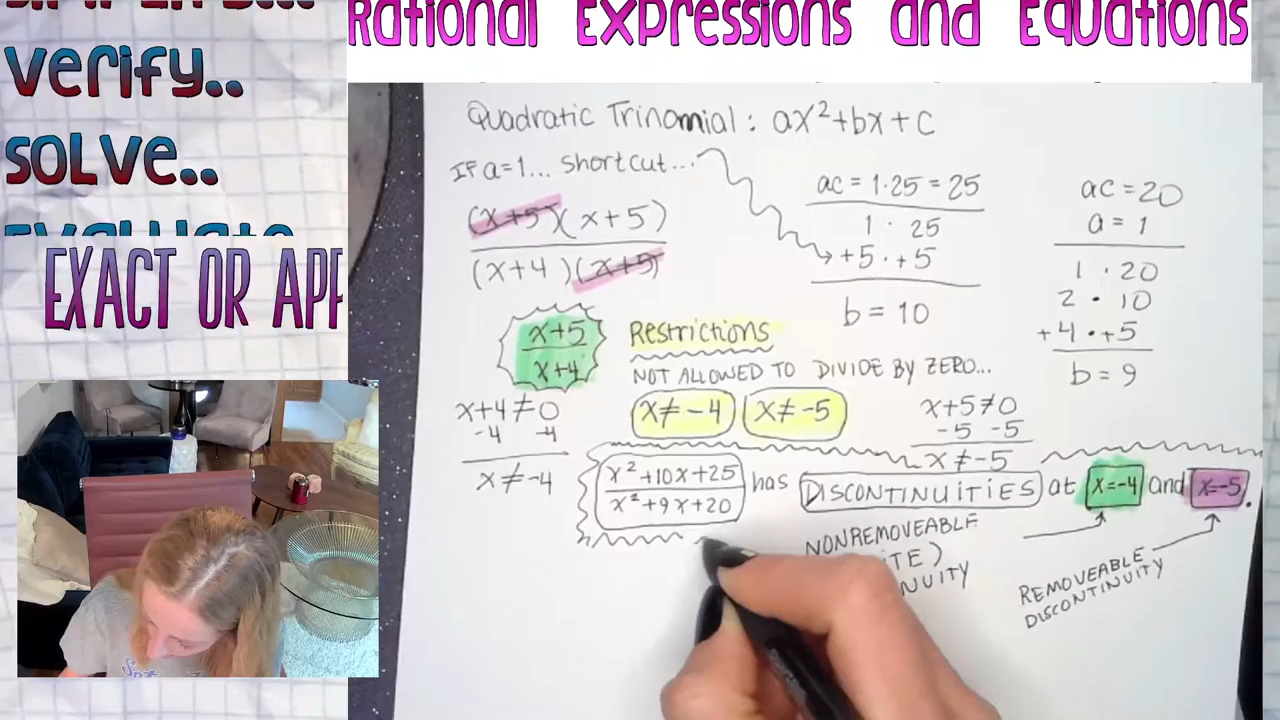 verify..
solve..
EXACT OR
Rational Expressions and Equations
Quadratic Trinomial: ax²+bx+c
IF a=1... shortcut...
(x+5)(x+5)
(x+4)(x+5)
x+5
x+4
x+4≠0
-4 -4
x≠-4
ac = 1·25 = 25
1 · 25
+5 · +5
b = 10
ac = 20
a = 1
1 · 20
2 · 10
+4 · +5
b = 9
Restrictions
NOT ALLOWED TO DIVIDE BY ZERO...
x≠-4 x≠-5
x+5≠0
-5 -5
x≠-5
x²+10x+25
x²+9x+20
has DISCONTINUITIES at x=-4 and x=-5.
NONREMOVEABLE
REMOVEABLE
DISCONTINUITY